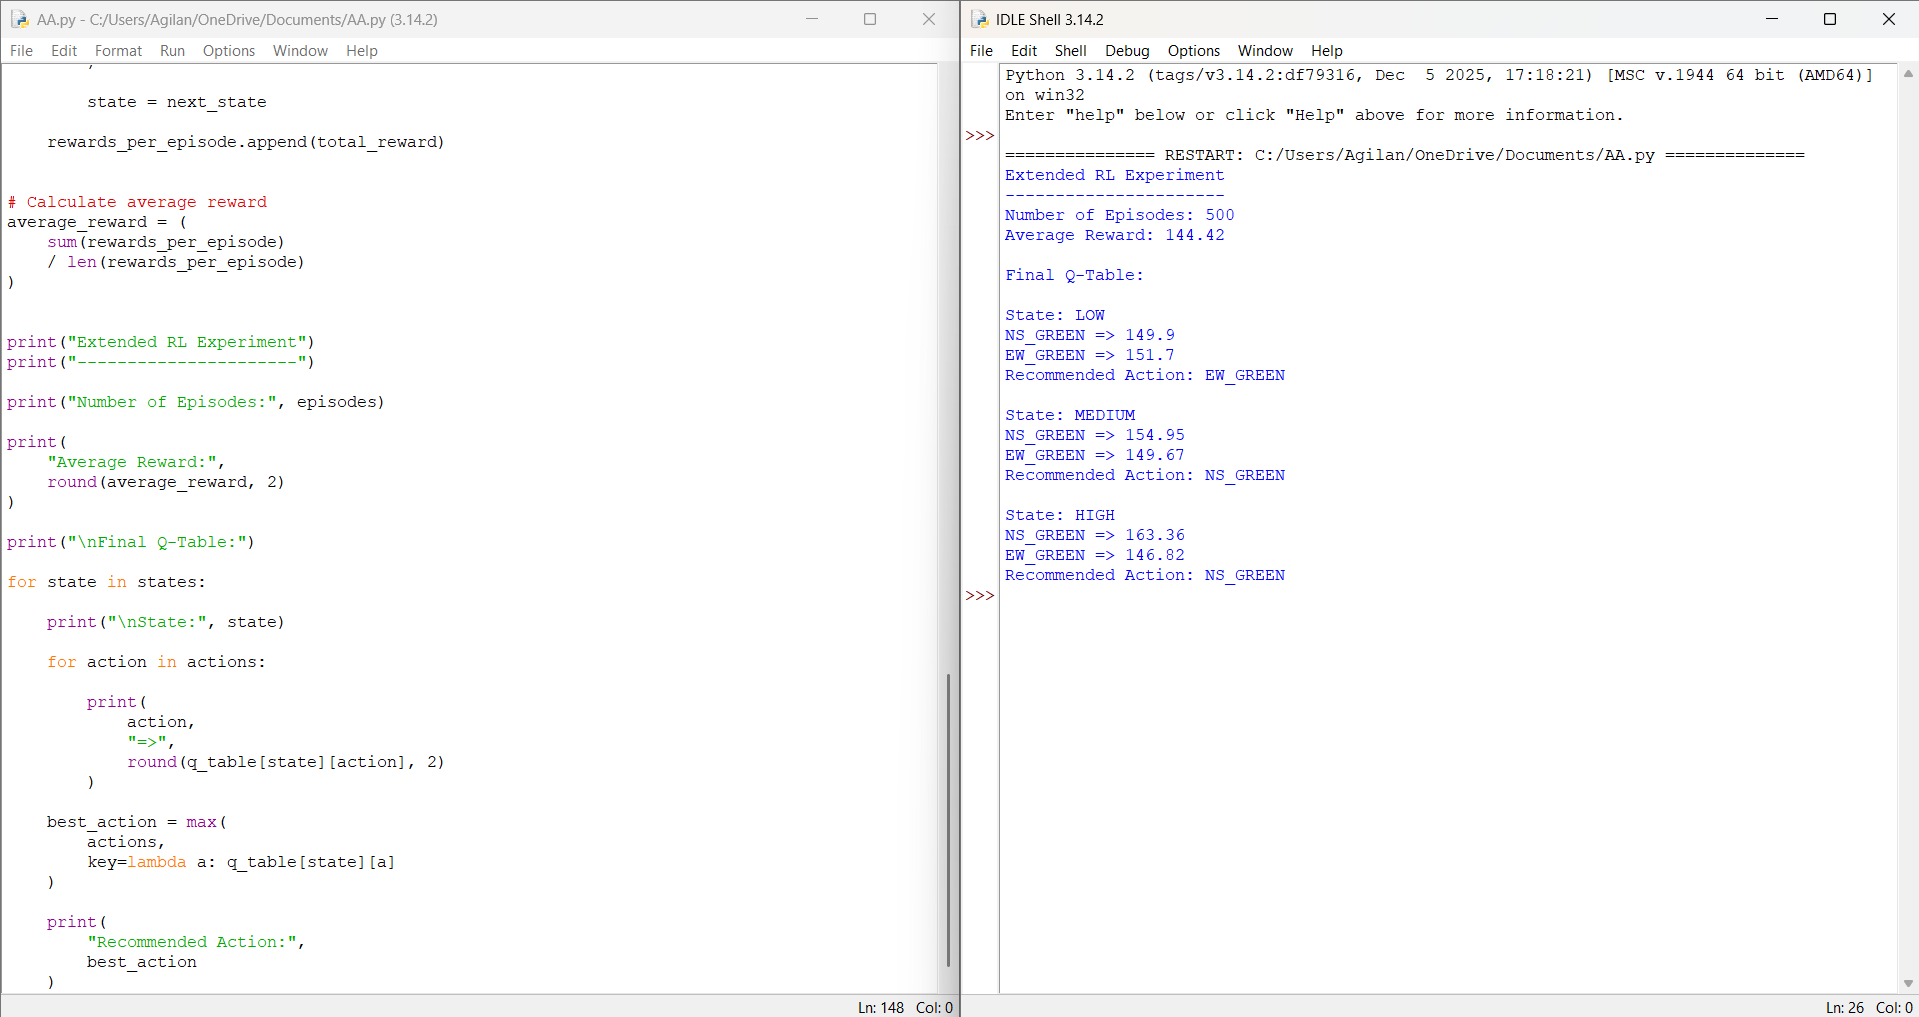 AA.py - C:/Users/Agilan/OneDrive/Documents/AA.py (3.14.2)
File Edit Format Run Options Window Help
        state = next_state
    rewards_per_episode.append(total_reward)
# Calculate average reward
average_reward = (
    sum(rewards_per_episode)
    / len(rewards_per_episode)
)
print("Extended RL Experiment")
print("----------------------")
print("Number of Episodes:", episodes)
print(
    "Average Reward:",
    round(average_reward, 2)
)
print("\nFinal Q-Table:")
for state in states:
    print("\nState:", state)
    for action in actions:
        print(
            action,
            "=>",
            round(q_table[state][action], 2)
        )
    best_action = max(
        actions,
        key=lambda a: q_table[state][a]
    )
    print(
        "Recommended Action:",
        best_action
    )
Ln: 148 Col: 0
IDLE Shell 3.14.2
File Edit Shell Debug Options Window Help
Python 3.14.2 (tags/v3.14.2:df79316, Dec  5 2025, 17:18:21) [MSC v.1944 64 bit (AMD64)]
on win32
Enter "help" below or click "Help" above for more information.
>>>
=============== RESTART: C:/Users/Agilan/OneDrive/Documents/AA.py ==============
Extended RL Experiment
----------------------
Number of Episodes: 500
Average Reward: 144.42
Final Q-Table:
State: LOW
NS_GREEN => 149.9
EW_GREEN => 151.7
Recommended Action: EW_GREEN
State: MEDIUM
NS_GREEN => 154.95
EW_GREEN => 149.67
Recommended Action: NS_GREEN
State: HIGH
NS_GREEN => 163.36
EW_GREEN => 146.82
Recommended Action: NS_GREEN
>>>
Ln: 26 Col: 0